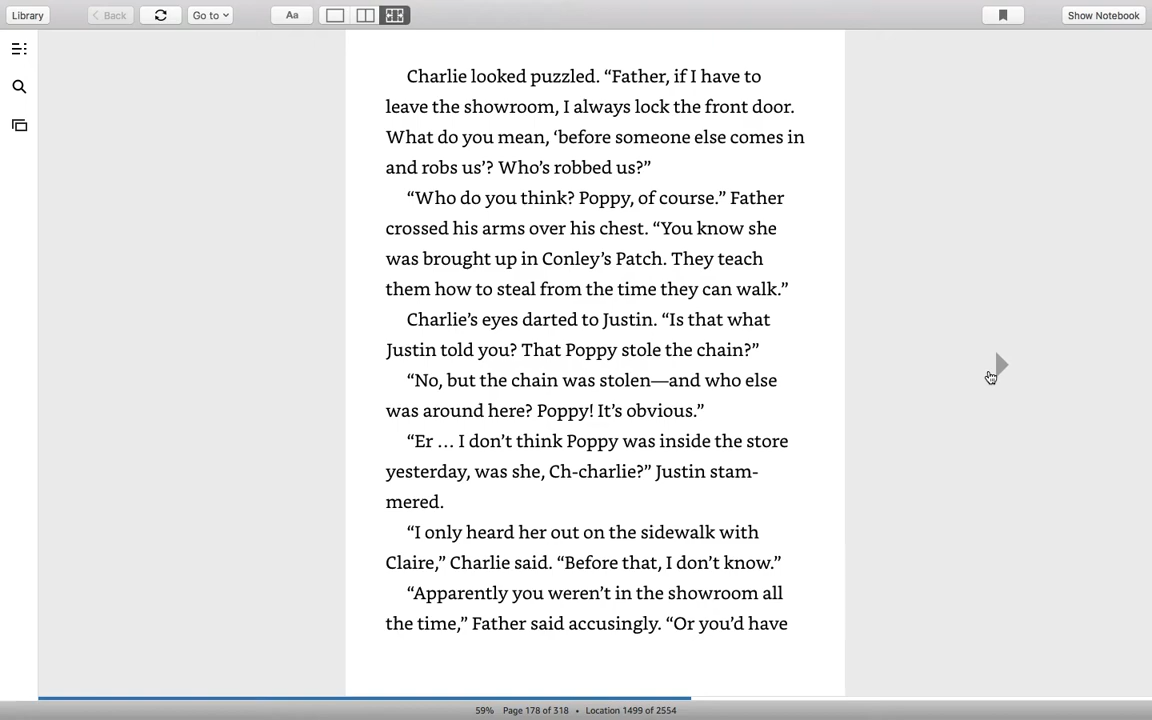 Library
Back
Go to
Aa
Show Notebook
Charlie looked puzzled. “Father, if I have to
leave the showroom, I always lock the front door.
What do you mean, ‘before someone else comes in
and robs us’? Who’s robbed us?”
“Who do you think? Poppy, of course.” Father
crossed his arms over his chest. “You know she
was brought up in Conley’s Patch. They teach
them how to steal from the time they can walk.”
Charlie’s eyes darted to Justin. “Is that what
Justin told you? That Poppy stole the chain?”
“No, but the chain was stolen—and who else
was around here? Poppy! It’s obvious.”
“Er … I don’t think Poppy was inside the store
yesterday, was she, Ch-charlie?” Justin stam-
mered.
“I only heard her out on the sidewalk with
Claire,” Charlie said. “Before that, I don’t know.”
“Apparently you weren’t in the showroom all
the time,” Father said accusingly. “Or you’d have
59% Page 178 of 318 • Location 1499 of 2554